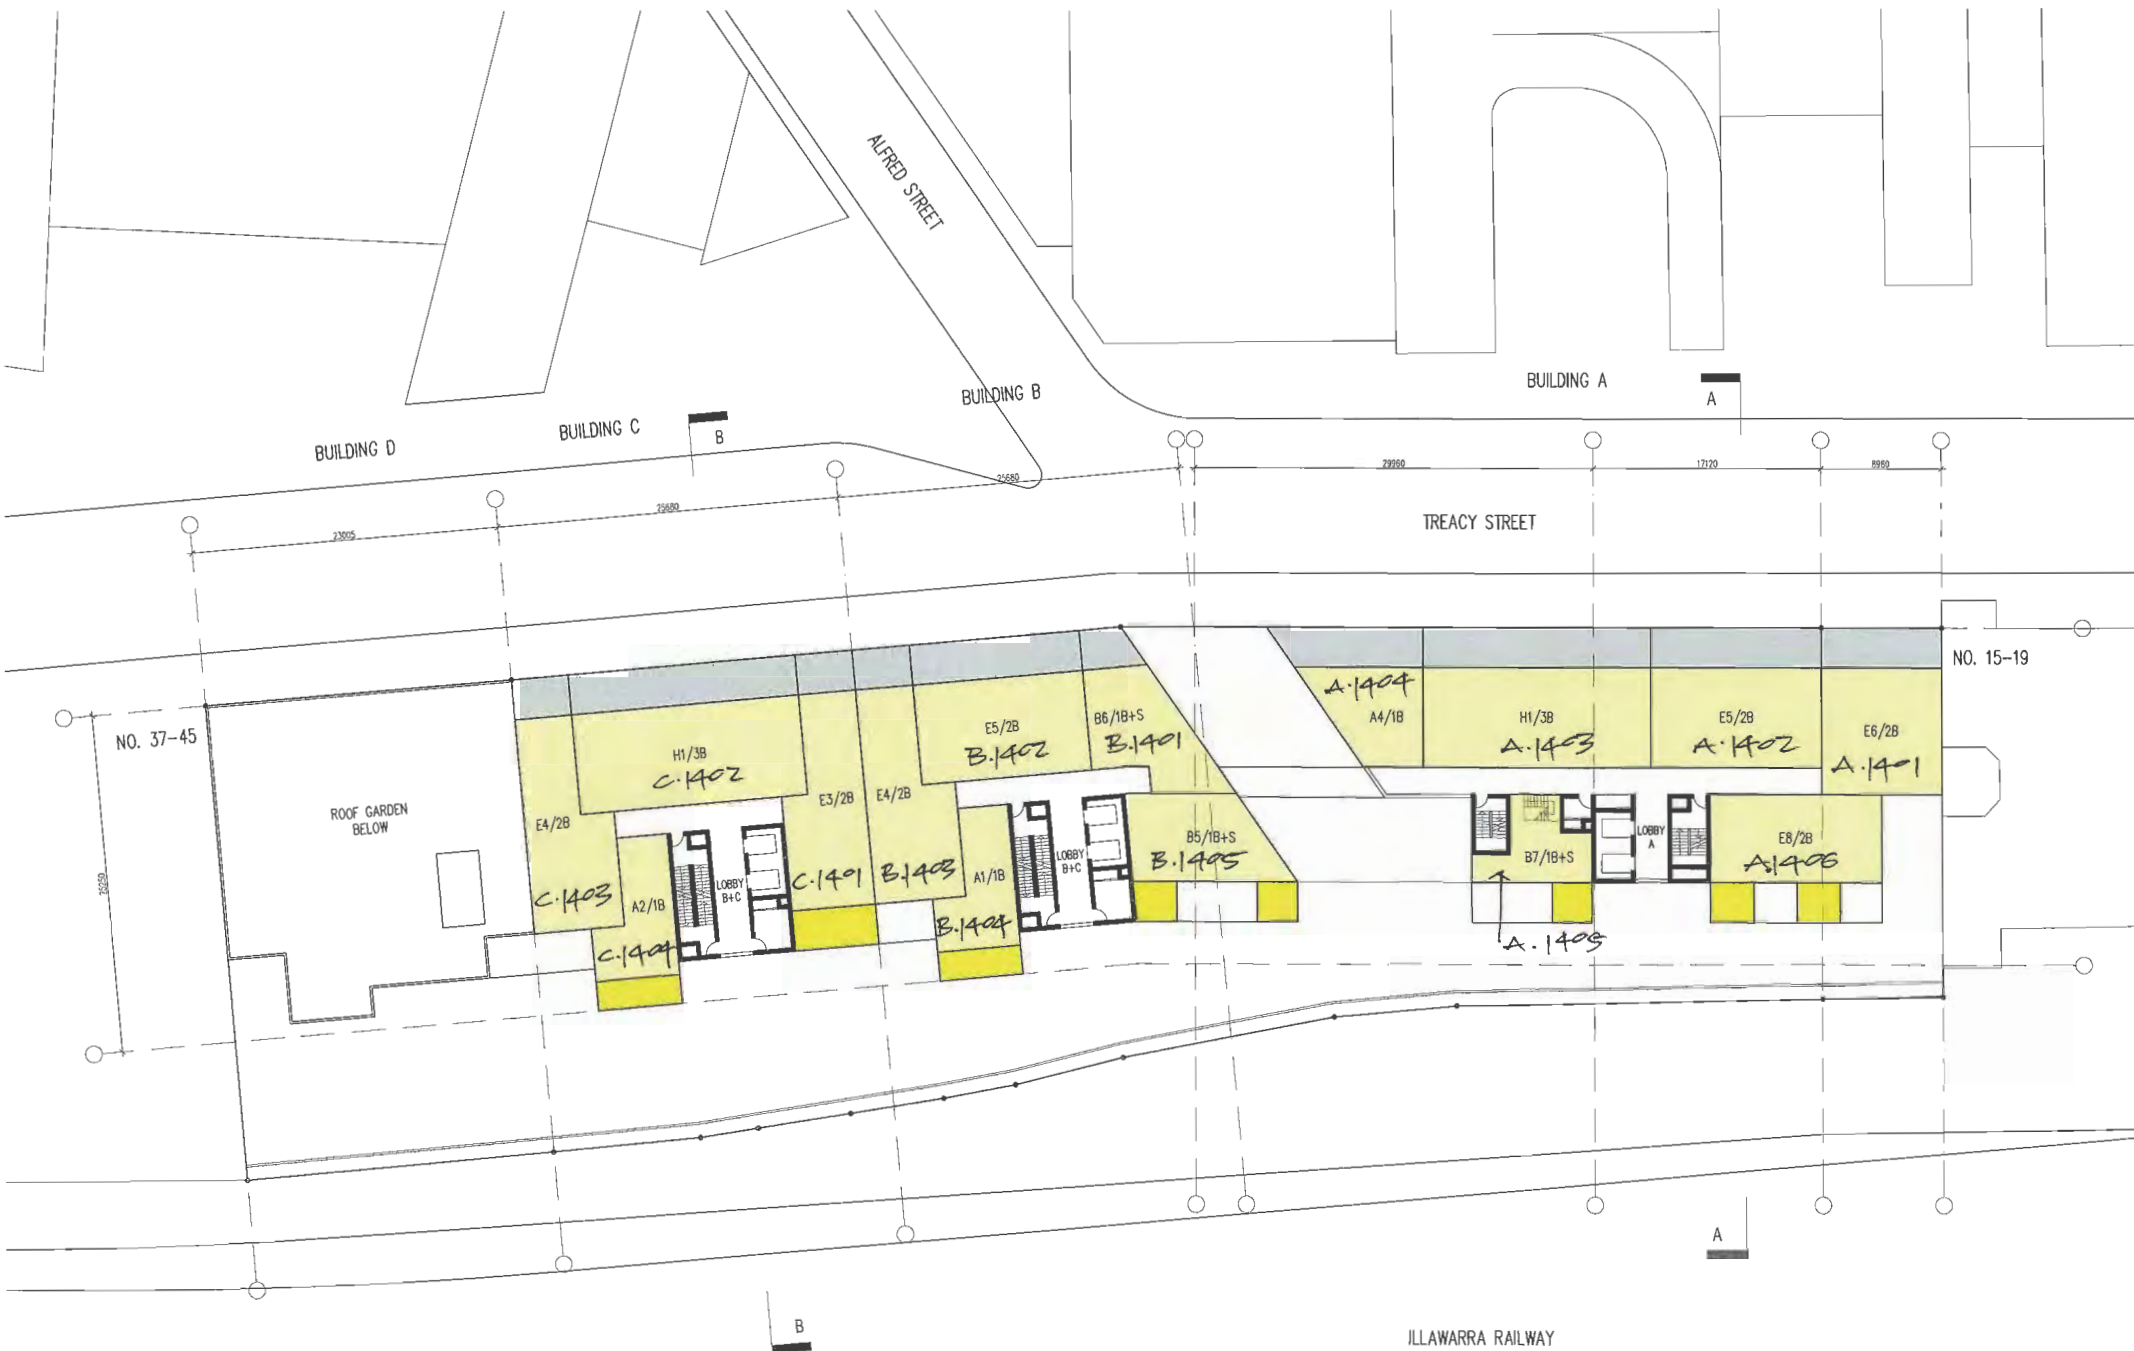 ALFRED STREET
BUILDING D
BUILDING C
B
BUILDING B
BUILDING A
A
23005
25680
25680
29960
17120
8960
TREACY STREET
NO. 37-45
25250
ROOF GARDEN
BELOW
E4/2B
C.1403
H1/3B
C.1402
A2/1B
C.1404
LOBBY
B+C
E3/2B
C.1401
E4/2B
B.1403
E5/2B
B.1402
A1/1B
B.1404
LOBBY
B+C
B6/1B+S
B.1401
B5/1B+S
B.1405
A.1404
A4/1B
H1/3B
A.1403
E5/2B
A.1402
E6/2B
A.1401
NO. 15-19
B7/1B+S
A.1405
LOBBY
A
E8/2B
A.1406
A
B
ILLAWARRA RAILWAY